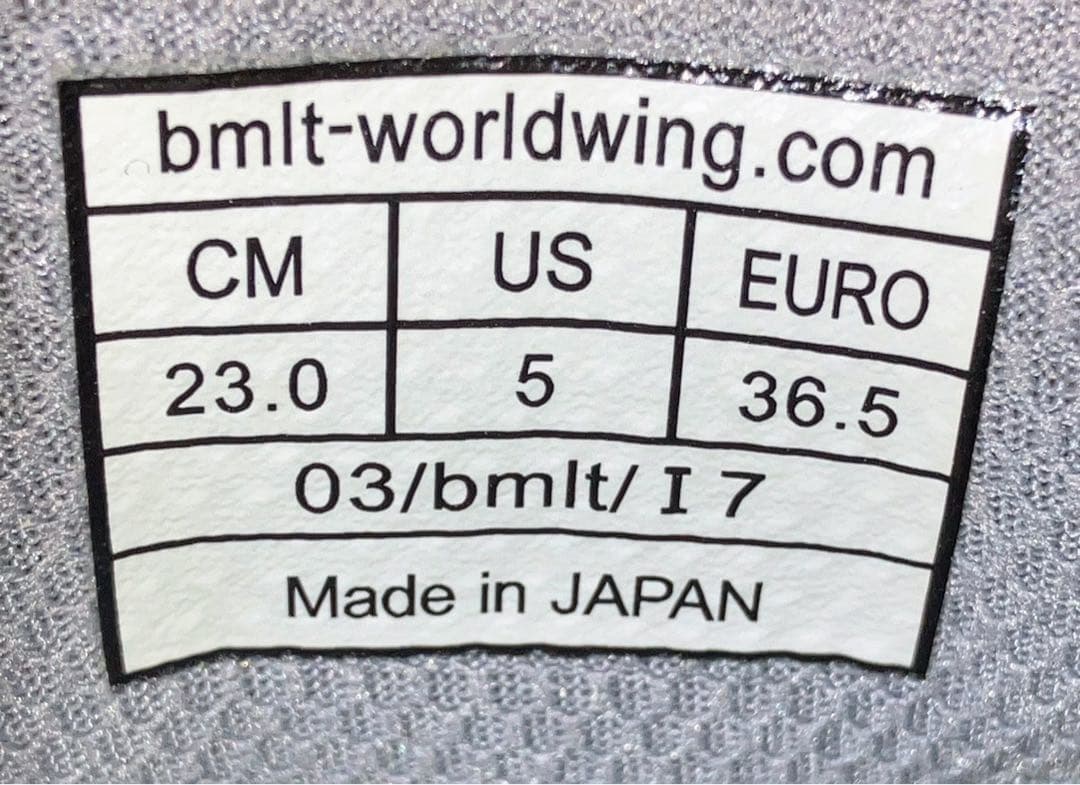 bmlt-worldwing.com
CM US EURO
23.0 5 36.5
03/bmlt/ I 7
Made in JAPAN